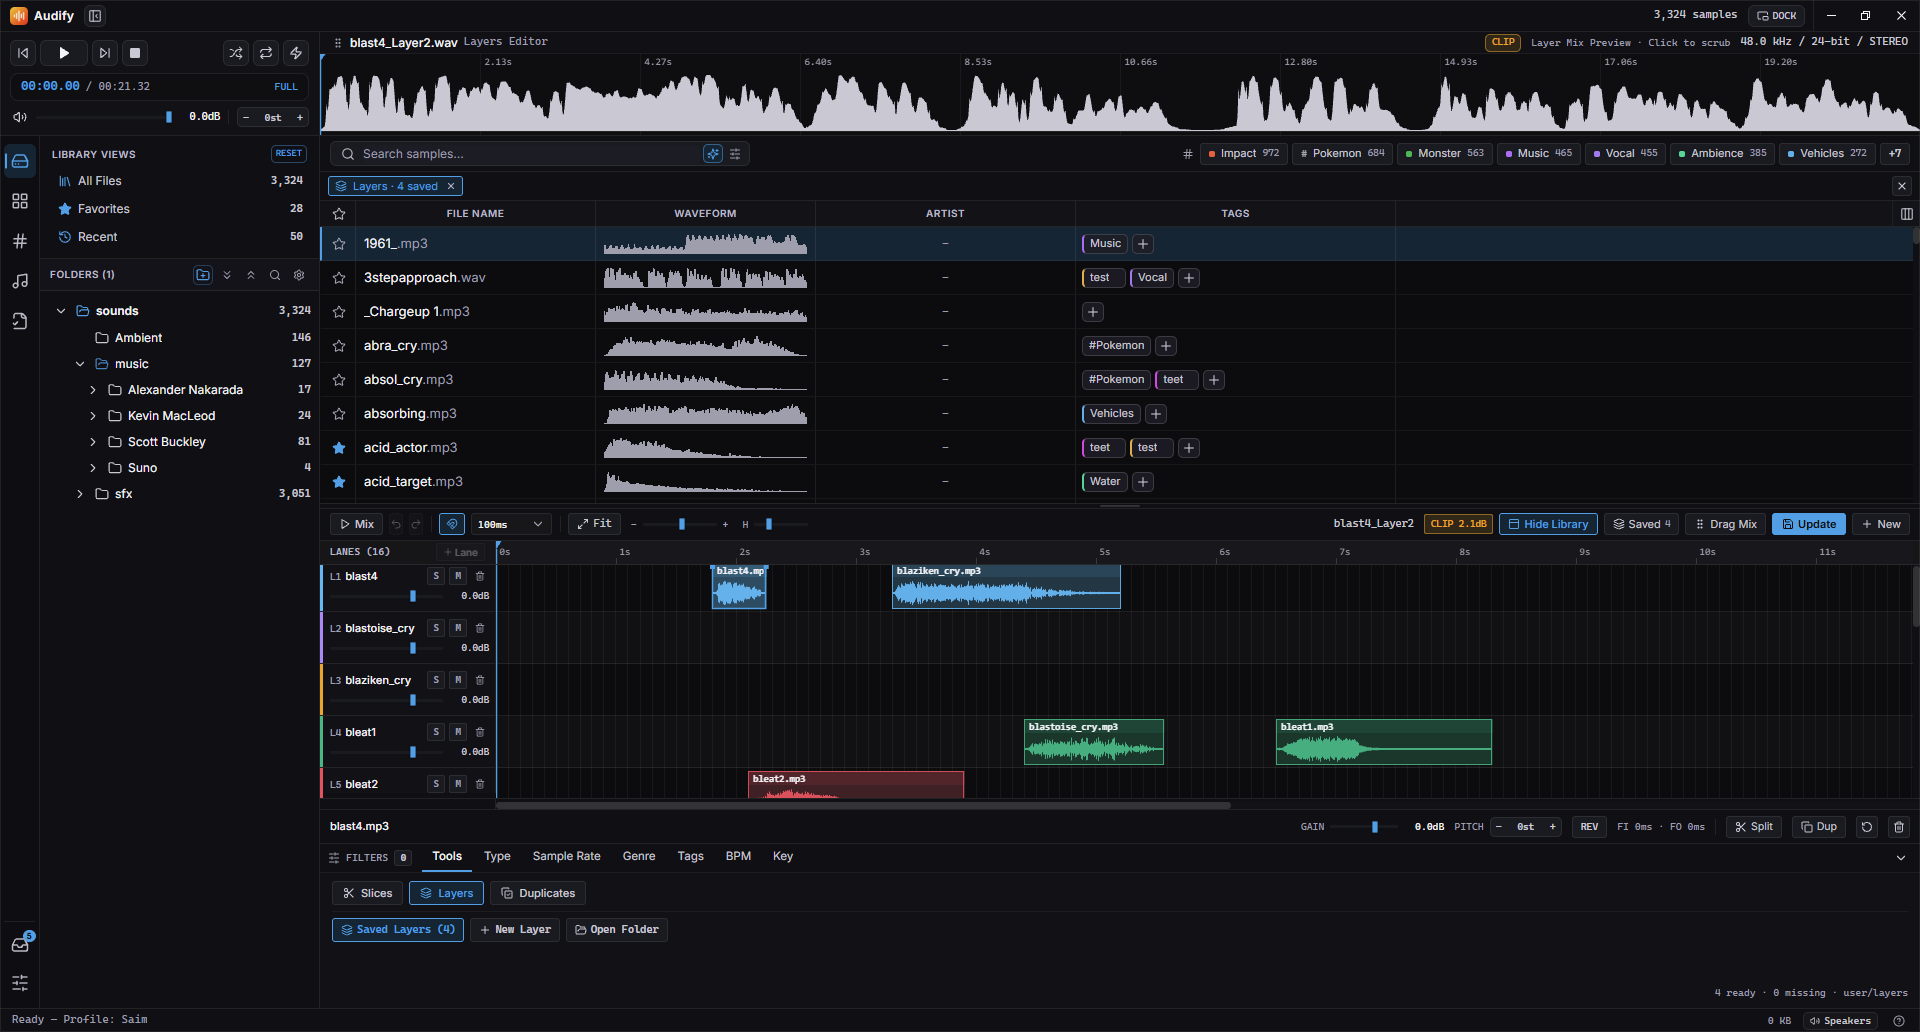 Audify
3,324 samples
DOCK
00:00.00 / 00:21.32
FULL
0.0dB
− 0st +
blast4_Layer2.wav Layers Editor
CLIP Layer Mix Preview · Click to scrub 48.0 kHz / 24-bit / STEREO
2.13s 4.27s 6.40s 8.53s 10.66s 12.80s 14.93s 17.06s 19.20s
LIBRARY VIEWS
RESET
All Files 3,324
Favorites 28
Recent 50
FOLDERS (1)
sounds 3,324
Ambient 146
music 127
Alexander Nakarada 17
Kevin MacLeod 24
Scott Buckley 81
Suno 4
sfx 3,051
5
Search samples...
# Impact 972 # Pokemon 684 Monster 563 Music 465 Vocal 455 Ambience 385 Vehicles 272 +7
Layers · 4 saved ×
FILE NAME WAVEFORM ARTIST TAGS
1961_.mp3 – Music +
3stepapproach.wav – test Vocal +
_Chargeup 1.mp3 – +
abra_cry.mp3 – #Pokemon +
absol_cry.mp3 – #Pokemon teet +
absorbing.mp3 – Vehicles +
acid_actor.mp3 – teet test +
acid_target.mp3 – Water +
Mix 100ms Fit − + H
blast4_Layer2 CLIP 2.1dB Hide Library Saved 4 Drag Mix Update + New
LANES (16) + Lane
0s 1s 2s 3s 4s 5s 6s 7s 8s 9s 10s 11s
L1 blast4 S M
0.0dB
blast4.mp
blaziken_cry.mp3
L2 blastoise_cry S M
0.0dB
L3 blaziken_cry S M
0.0dB
L4 bleat1 S M
0.0dB
blastoise_cry.mp3
bleat1.mp3
L5 bleat2 S M
bleat2.mp3
blast4.mp3
GAIN 0.0dB PITCH − 0st + REV FI 0ms · FO 0ms Split Dup
FILTERS 0 Tools Type Sample Rate Genre Tags BPM Key
Slices Layers Duplicates
Saved Layers (4) + New Layer Open Folder
4 ready · 0 missing · user/layers
Ready — Profile: Saim
0 KB Speakers